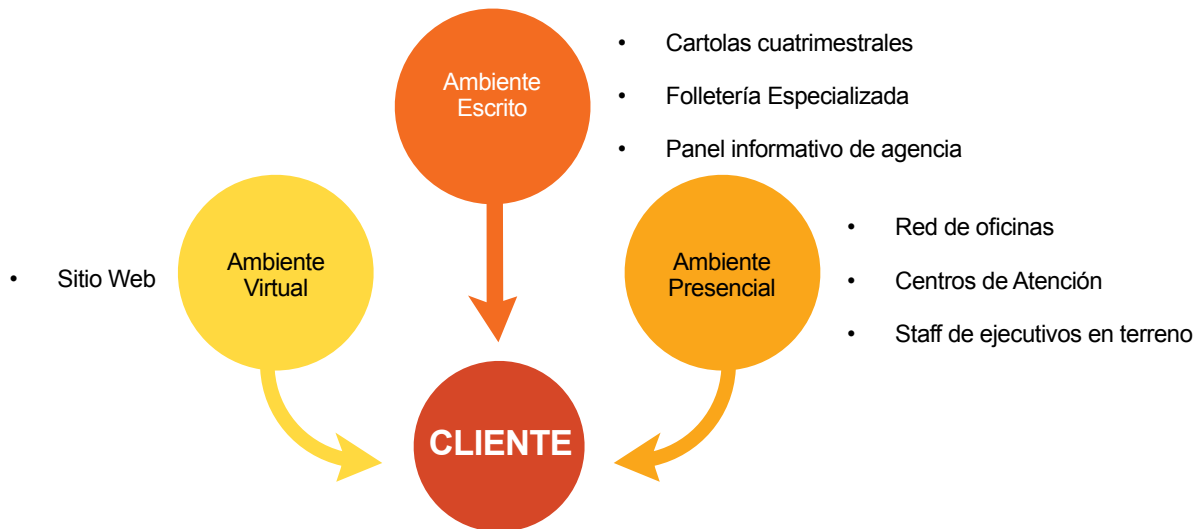 Ambiente
Escrito
• Cartolas cuatrimestrales
• Folletería Especializada
• Panel informativo de agencia
• Sitio Web
Ambiente
Virtual
Ambiente
Presencial
• Red de oficinas
• Centros de Atención
• Staff de ejecutivos en terreno
CLIENTE